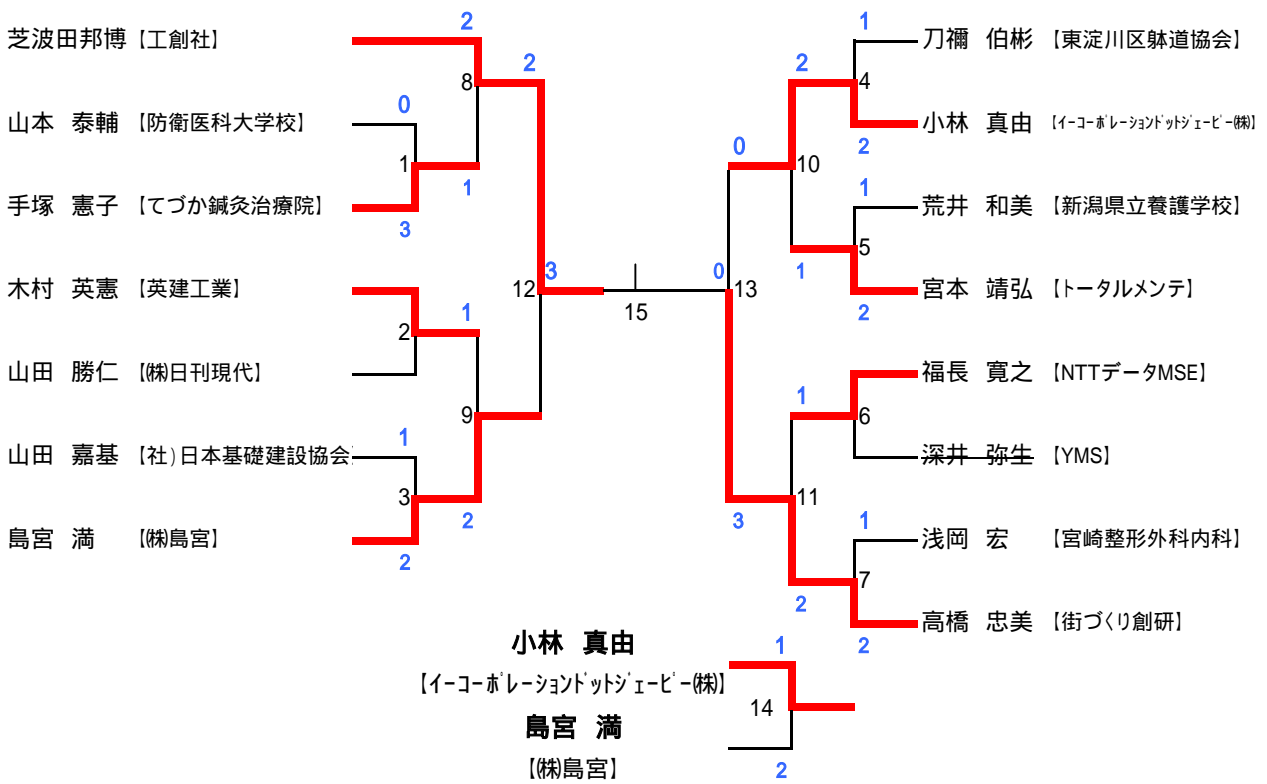 芝波田邦博 【工創社】
山本 泰輔 【防衛医科大学校】
手塚 憲子 【てづか鍼灸治療院】
木村 英憲 【英建工業】
山田 勝仁 【㈱日刊現代】
山田 嘉基 【社)日本基礎建設協会】
島宮 満 【㈱島宮】
2
0
3
1
1
2
2
1
1
2
2
3
1
2
3
8
9
12
15
0
0
3
13
2
1
1
2
10
11
1
2
1
2
1
2
4
5
6
7
刀禰 伯彬 【東淀川区躰道協会】
小林 真由 【イーコーポレーションドットジェーピー㈱】
荒井 和美 【新潟県立養護学校】
宮本 靖弘 【トータルメンテ】
福長 寛之 【NTTデータMSE】
深井 弥生 【YMS】
浅岡 宏 【宮崎整形外科内科】
高橋 忠美 【街づくり創研】
小林 真由
【イーコーポレーションドットジェーピー㈱】
島宮 満
【㈱島宮】
1
14
2